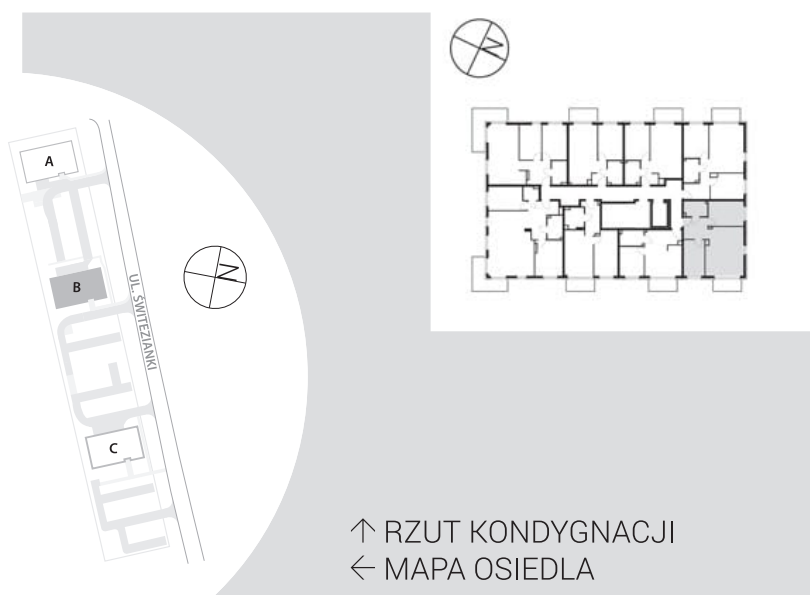 N
A
B
N
UL. ŚWITEZIANKI
C
↑ RZUT KONDYGNACJI
← MAPA OSIEDLA